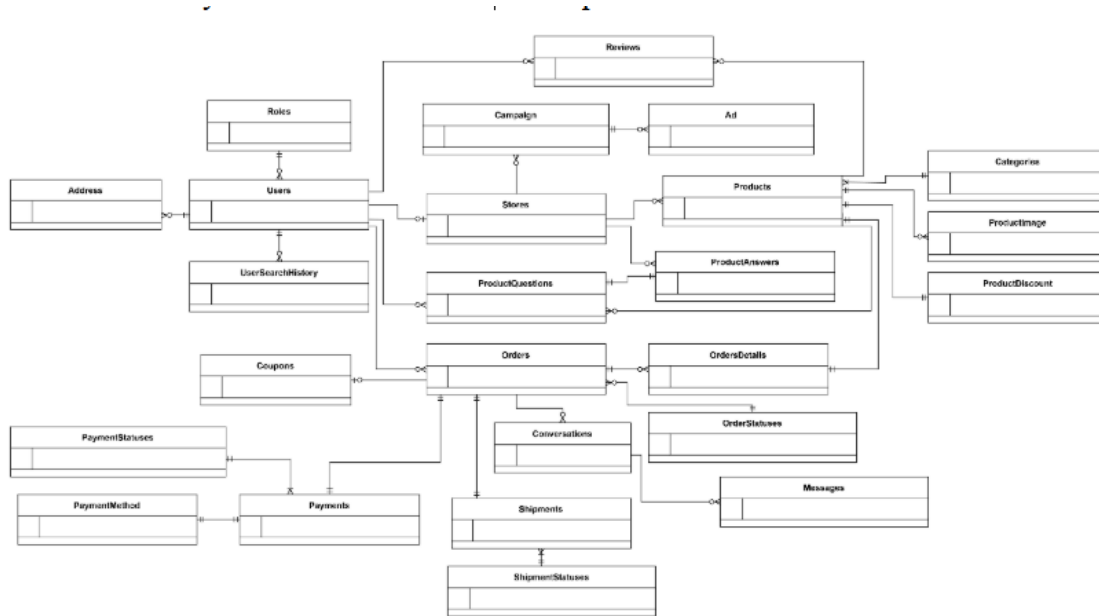 Reviews
Roles
Campaign
Ad
Categorise
Address
Users
Stores
Products
ProductImage
UserSearchHistory
ProductQuestions
ProductAnswers
ProductDiscount
Coupons
Orders
OrdersDetails
OrderStatuses
PaymentStatuses
Conversations
PaymentMethod
Payments
Shipments
Messages
ShipmentStatuses